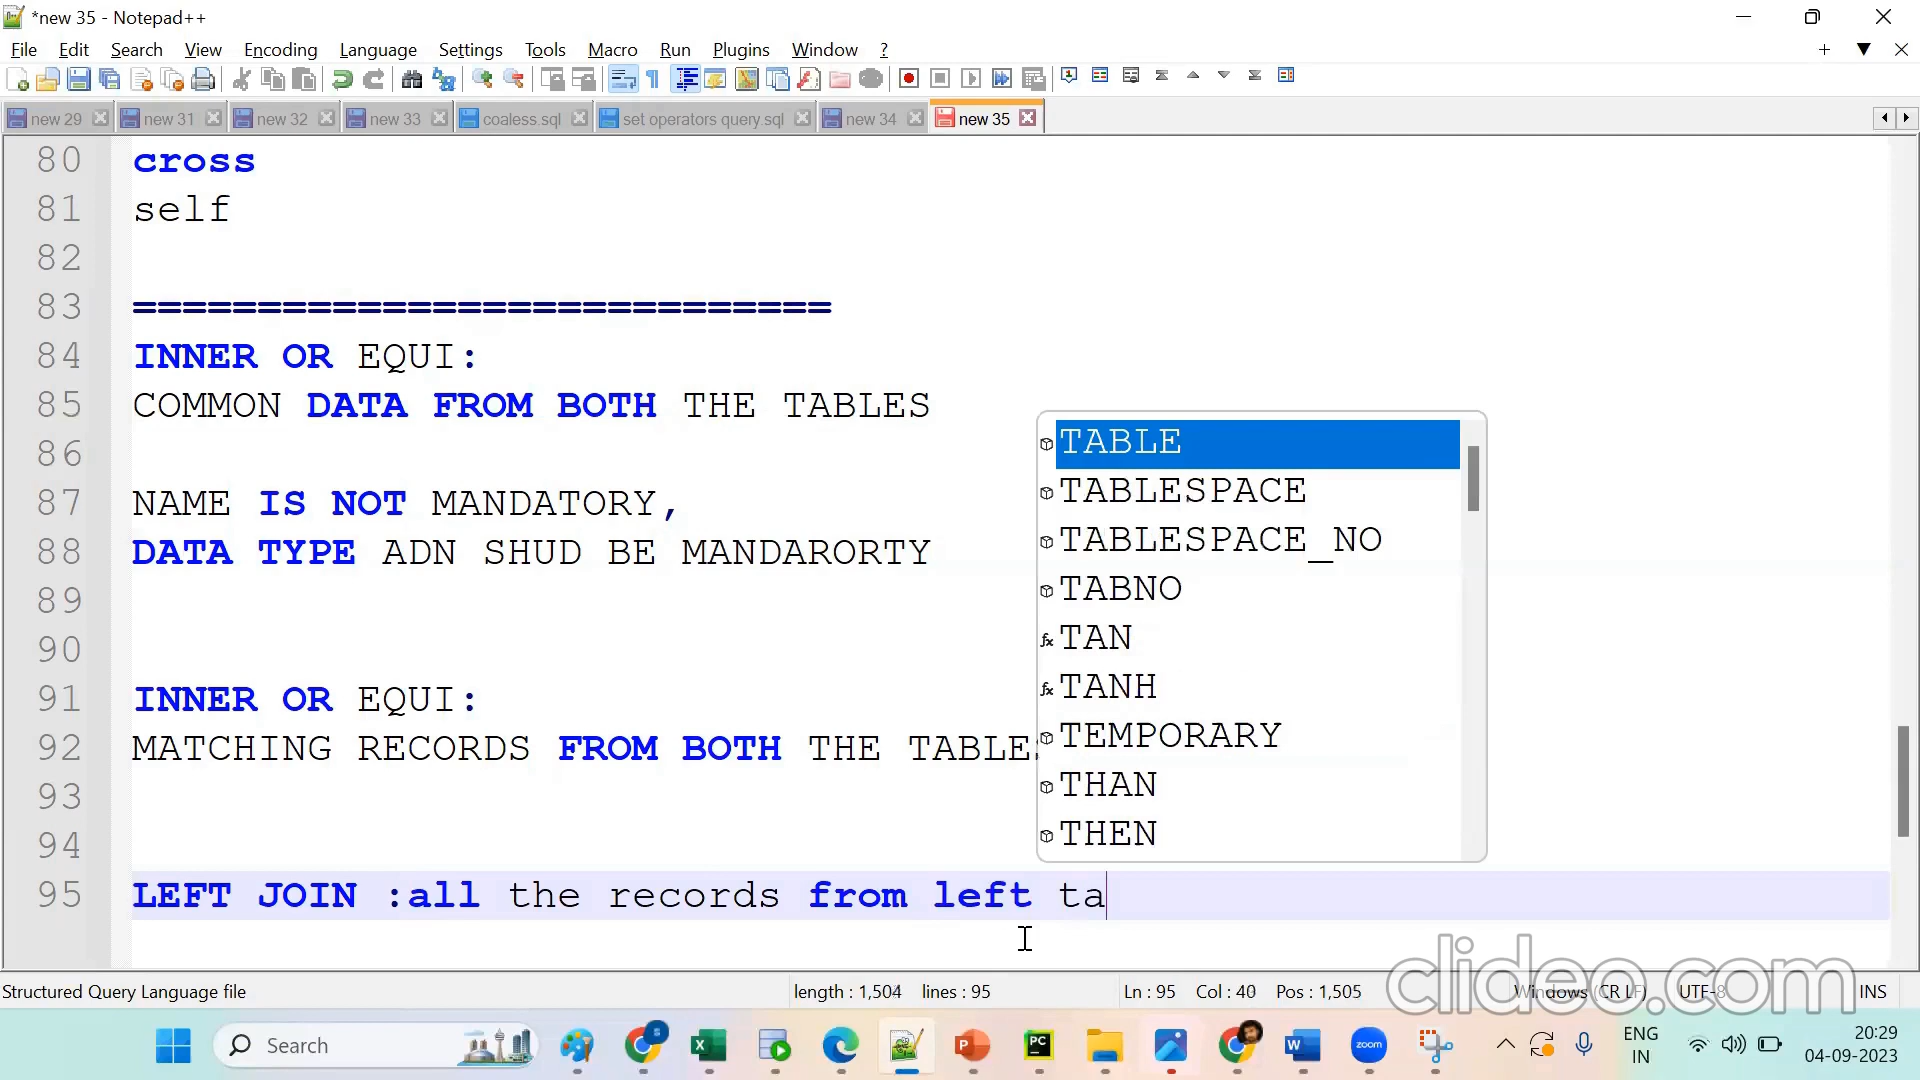 *new 35 - Notepad++
File Edit Search View Encoding Language Settings Tools Macro Run Plugins Window ?
new 29 new 31 new 32 new 33 coaless.sql set operators query.sql new 34 new 35
80 cross
81 self
82
83 ============================
84 INNER OR EQUI:
85 COMMON DATA FROM BOTH THE TABLES
86
87 NAME IS NOT MANDATORY,
88 DATA TYPE ADN SHUD BE MANDARORTY
89
90
91 INNER OR EQUI:
92 MATCHING RECORDS FROM BOTH THE TABLES
93
94
95 LEFT JOIN :all the records from left ta
TABLE
TABLESPACE
TABLESPACE_NO
TABNO
TAN
TANH
TEMPORARY
THAN
THEN
clideo.com
Structured Query Language file length : 1,504 lines : 95 Ln : 95 Col : 40 Pos : 1,505 Windows (CR LF) UTF-8 INS
Search
zoom
ENG
IN
20:29
04-09-2023